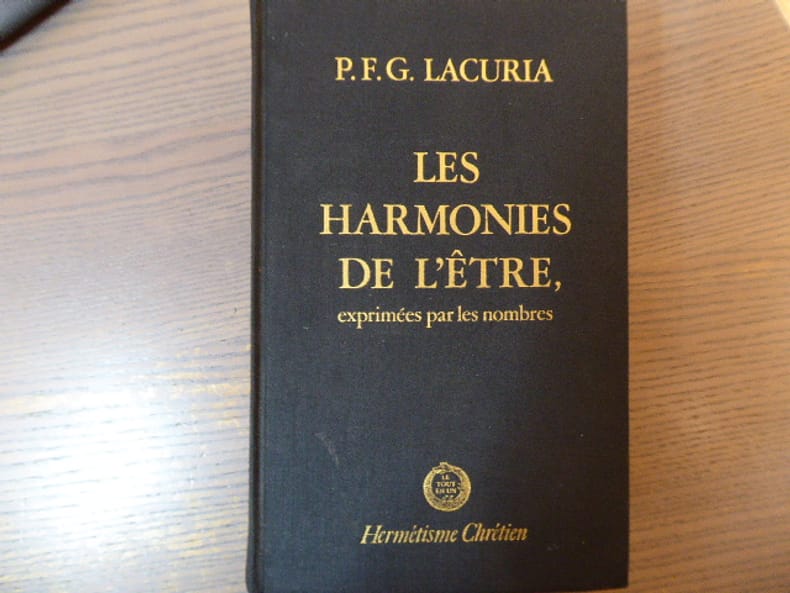 P. F. G. LACURIA
LES
HARMONIES
DE L'ÊTRE,
exprimées par les nombres
LE
TOUT
EN UN
Hermétisme Chrétien